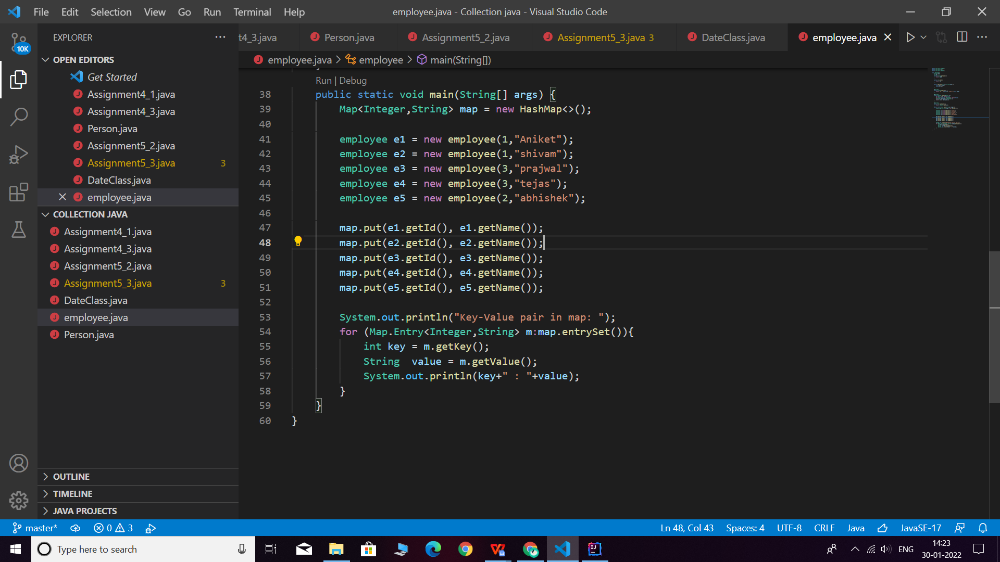 File Edit Selection View Go Run Terminal Help
employee.java - Collection java - Visual Studio Code
10K
EXPLORER
OPEN EDITORS
Get Started
Assignment4_1.java
Assignment4_3.java
Person.java
Assignment5_2.java
Assignment5_3.java 3
DateClass.java
employee.java
COLLECTION JAVA
Assignment4_1.java
Assignment4_3.java
Assignment5_2.java
Assignment5_3.java 3
DateClass.java
employee.java
Person.java
OUTLINE
TIMELINE
JAVA PROJECTS
t4_3.java Person.java Assignment5_2.java Assignment5_3.java 3 DateClass.java employee.java
employee.java > employee > main(String[])
Run | Debug
38 public static void main(String[] args) {
39 Map<Integer,String> map = new HashMap<>();
40
41 employee e1 = new employee(1,"Aniket");
42 employee e2 = new employee(1,"shivam");
43 employee e3 = new employee(3,"prajwal");
44 employee e4 = new employee(3,"tejas");
45 employee e5 = new employee(2,"abhishek");
46
47 map.put(e1.getId(), e1.getName());
48 map.put(e2.getId(), e2.getName());
49 map.put(e3.getId(), e3.getName());
50 map.put(e4.getId(), e4.getName());
51 map.put(e5.getId(), e5.getName());
52
53 System.out.println("Key-Value pair in map: ");
54 for (Map.Entry<Integer,String> m:map.entrySet()){
55 int key = m.getKey();
56 String  value = m.getValue();
57 System.out.println(key+" : "+value);
58 }
59 }
60 }
master* 0 3 Ln 48, Col 43 Spaces: 4 UTF-8 CRLF Java JavaSE-17
Type here to search
ENG
14:23
30-01-2022